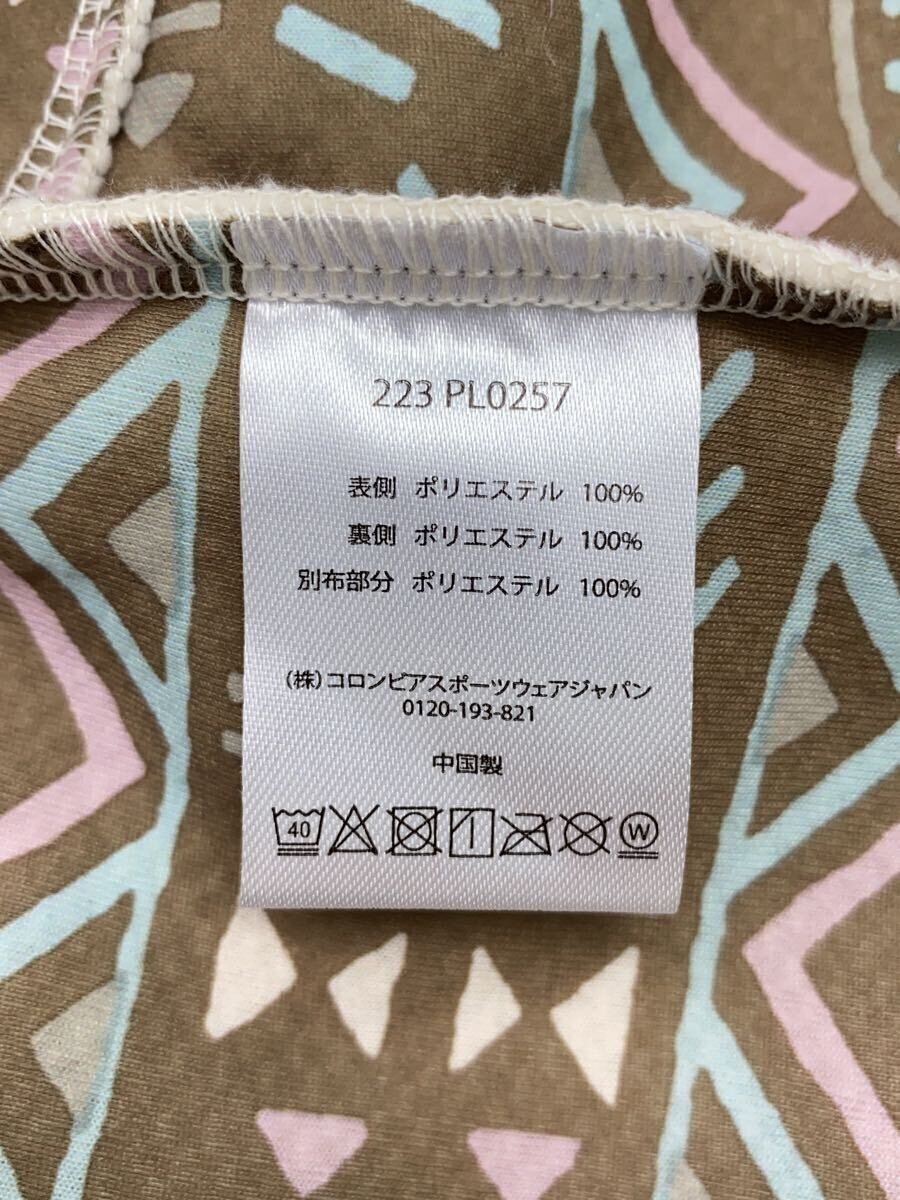 223 PL0257
表側 ポリエステル 100%
裏側 ポリエステル 100%
別布部分 ポリエステル 100%
(株)コロンビアスポーツウェアジャパン
0120-193-821
中国製
40 W